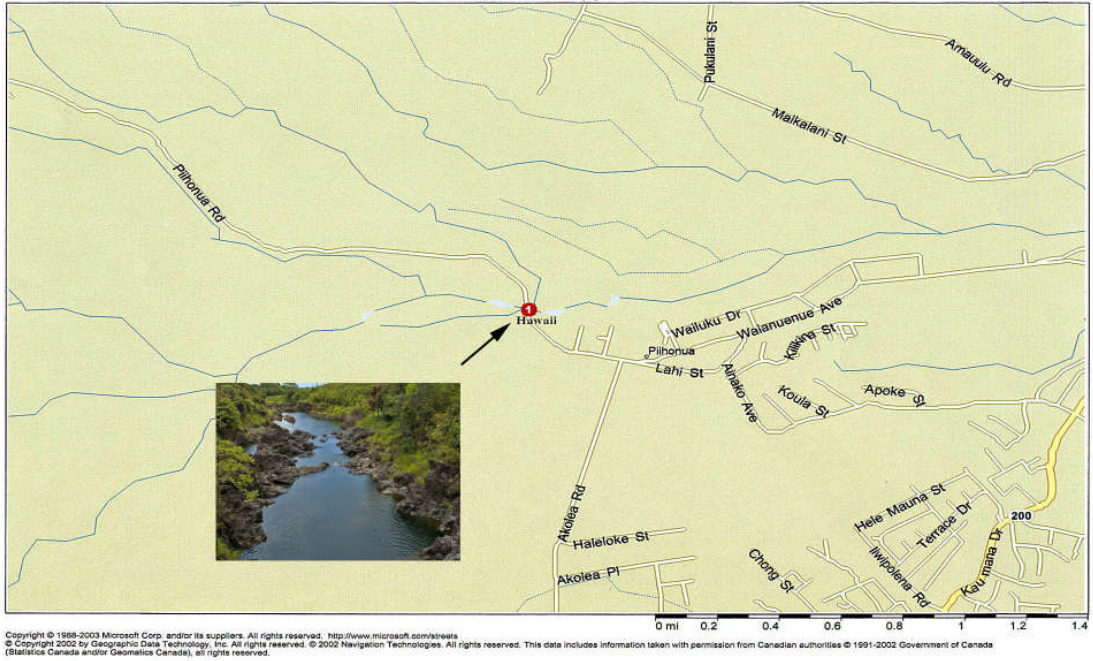 Pukulani St
Amauulu Rd
Maikalani St
Piihonua Rd
1
Hawaii
Wailuku Dr
Waianuenue Ave
Kilikina St
Piihonua
Lahi St
Ainako Ave
Koula St
Apoke St
Akolea Rd
Hele Mauna St
Terrace Dr
200
Haleloke St
Iiwipolena Rd
Kaumana Dr
Chong St
Akolea Pl
0 mi 0.2 0.4 0.6 0.8 1 1.2 1.4
Copyright © 1988-2003 Microsoft Corp. and/or its suppliers. All rights reserved. http://www.microsoft.com/streets
© Copyright 2002 by Geographic Data Technology, Inc. All rights reserved. © 2002 Navigation Technologies. All rights reserved. This data includes information taken with permission from Canadian authorities © 1991-2002 Government of Canada
(Statistics Canada and/or Geomatics Canada), all rights reserved.